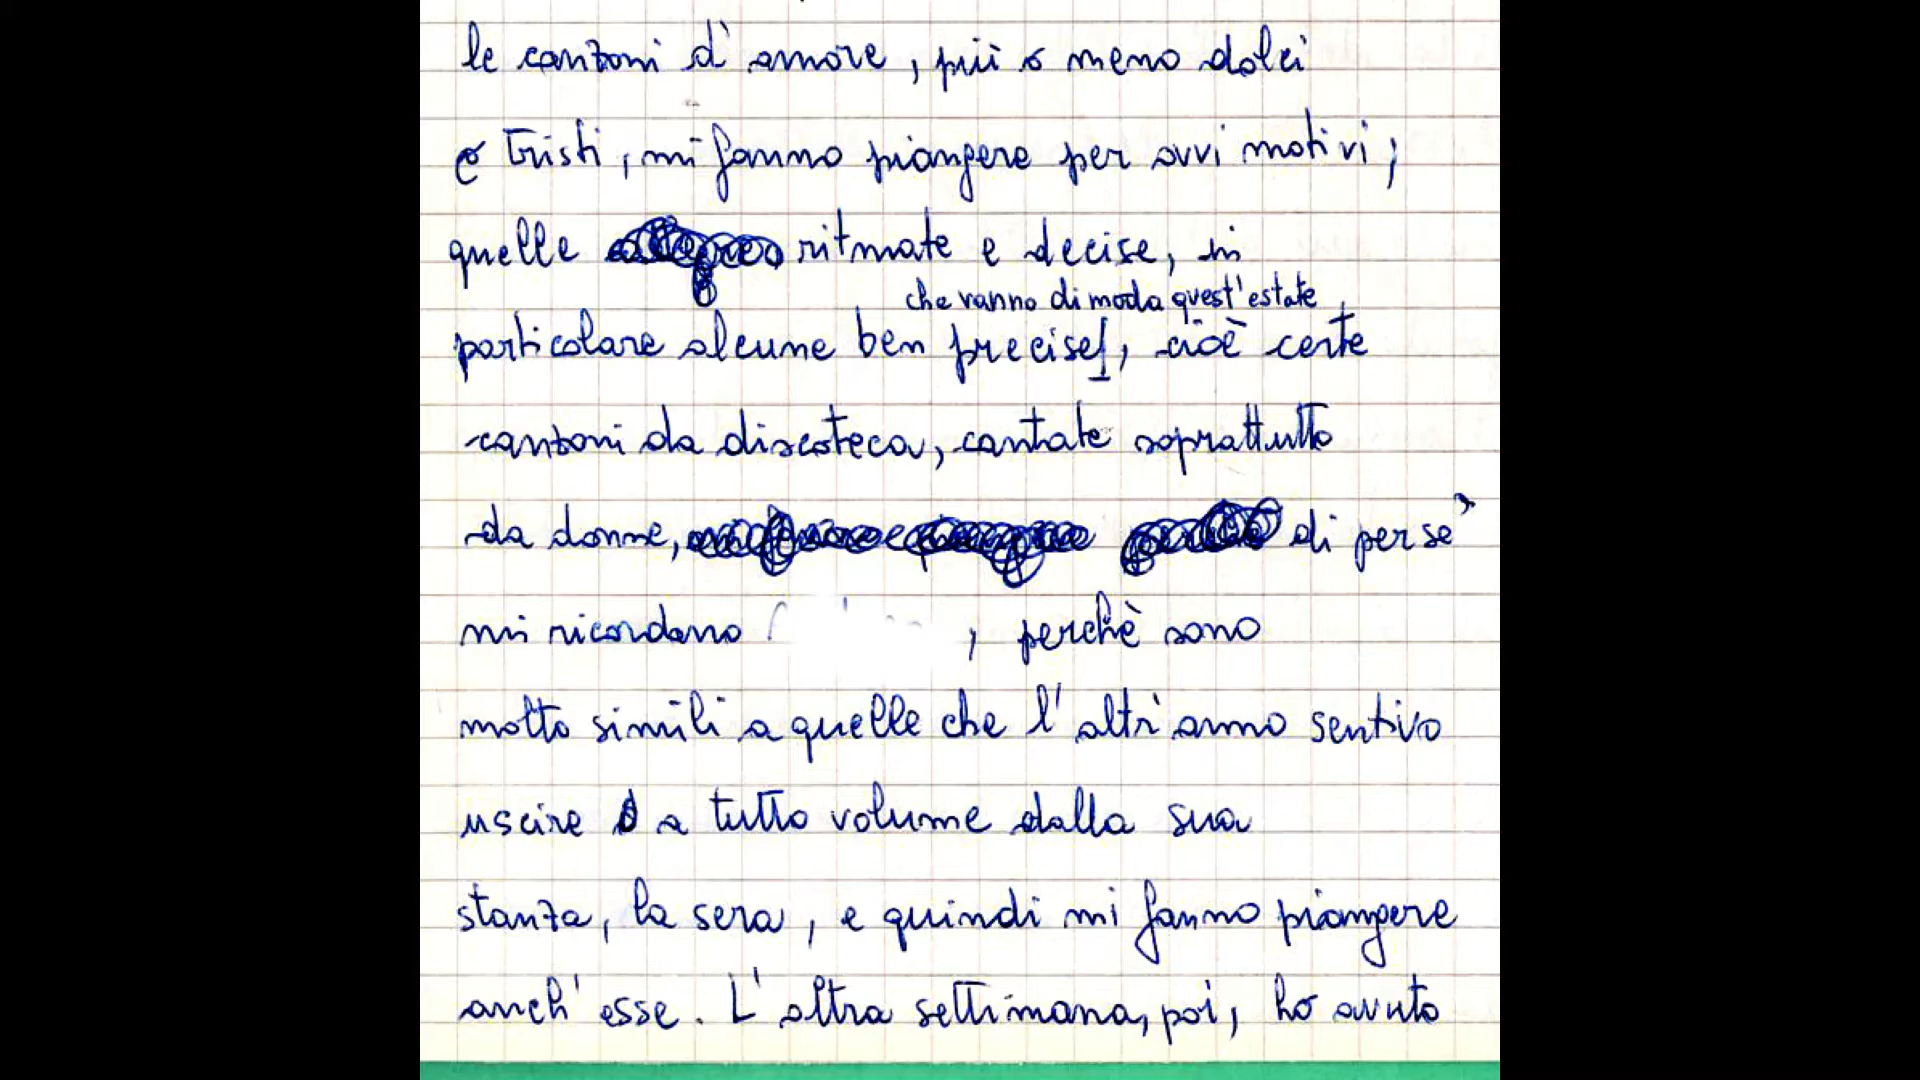 le canzoni d'amore, più o meno dolci
e tristi, mi fanno piangere per ovvi motivi;
quelle ritmate e decise, in
che vanno di moda quest'estate
particolare alcune ben precise, cioè certe
canzoni da discoteca, cantate soprattutto
da donne, di per sè
mi ricordano , perchè sono
molto simili a quelle che l'altr'anno sentivo
uscire a tutto volume dalla sua
stanza, la sera, e quindi mi fanno piangere
anch'esse. L'altra settimana, poi, ho avuto